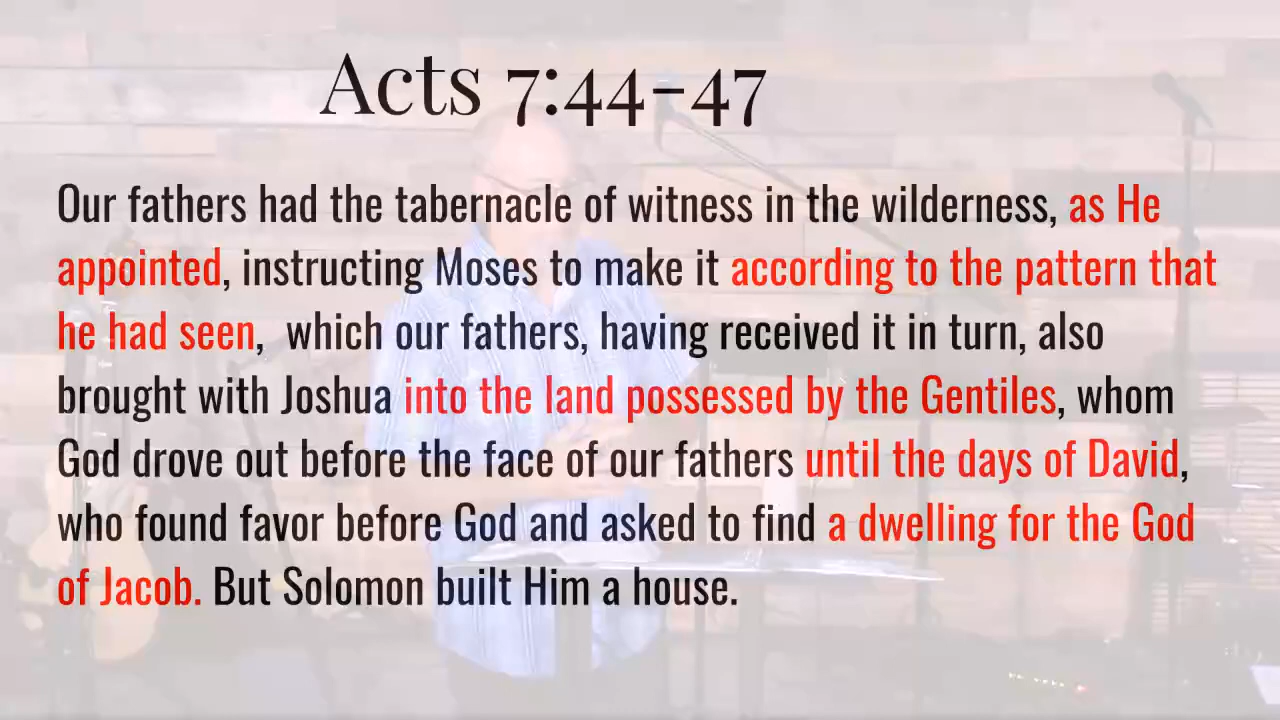 Acts 7:44-47
Our fathers had the tabernacle of witness in the wilderness, as He
appointed, instructing Moses to make it according to the pattern that
he had seen,  which our fathers, having received it in turn, also
brought with Joshua into the land possessed by the Gentiles, whom
God drove out before the face of our fathers until the days of David,
who found favor before God and asked to find a dwelling for the God
of Jacob. But Solomon built Him a house.